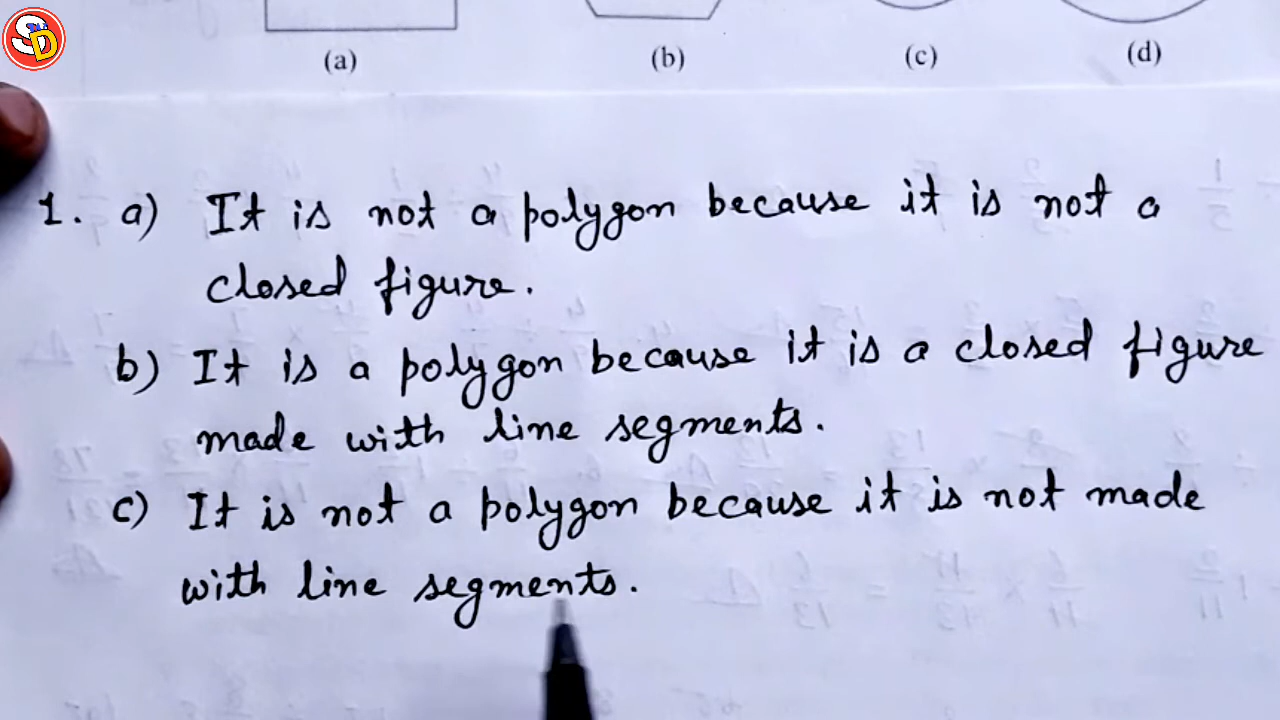 SD
(a) (b) (c) (d)
1. a) It is not a polygon because it is not a
closed figure.
b) It is a polygon because it is a closed figure
made with line segments.
c) It is not a polygon because it is not made
with line segments.